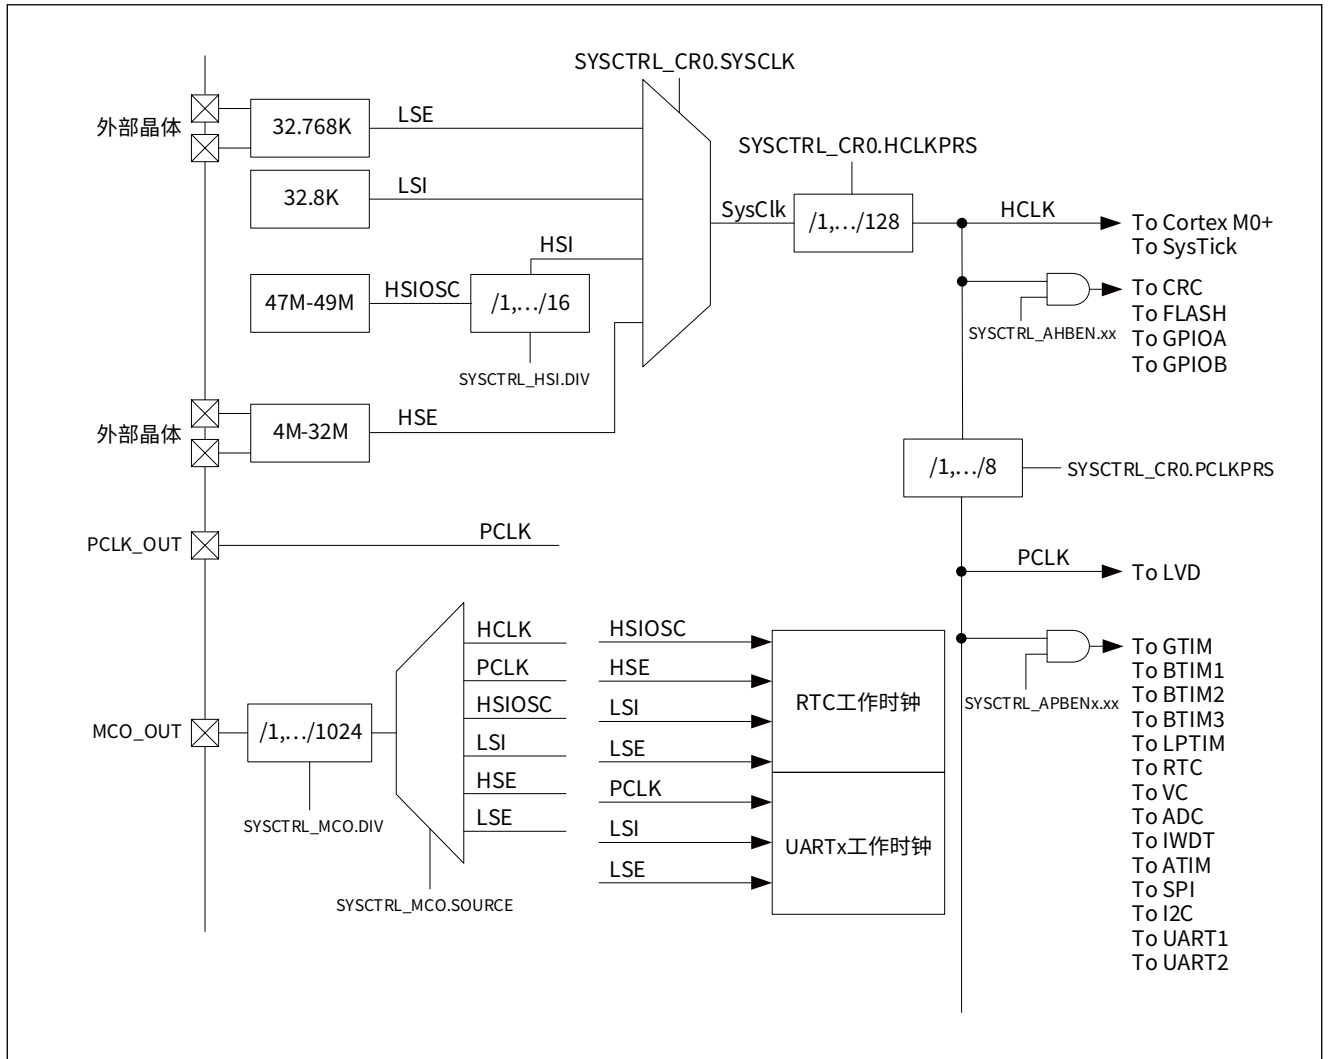 SYSCTRL_CR0.SYSCLK
外部晶体
32.768K
LSE
32.8K
LSI
HSI
47M-49M
HSIOSC
/1,.../16
SYSCTRL_HSI.DIV
外部晶体
4M-32M
HSE
SYSCTRL_CR0.HCLKPRS
SysClk
/1,.../128
HCLK
To Cortex M0+
To SysTick
SYSCTRL_AHBEN.xx
To CRC
To FLASH
To GPIOA
To GPIOB
/1,.../8
SYSCTRL_CR0.PCLKPRS
PCLK_OUT
PCLK
PCLK
To LVD
MCO_OUT
/1,.../1024
SYSCTRL_MCO.DIV
HCLK
PCLK
HSIOSC
LSI
HSE
LSE
SYSCTRL_MCO.SOURCE
HSIOSC
HSE
LSI
LSE
RTC工作时钟
PCLK
LSI
LSE
UARTx工作时钟
SYSCTRL_APBENx.xx
To GTIM
To BTIM1
To BTIM2
To BTIM3
To LPTIM
To RTC
To VC
To ADC
To IWDT
To ATIM
To SPI
To I2C
To UART1
To UART2